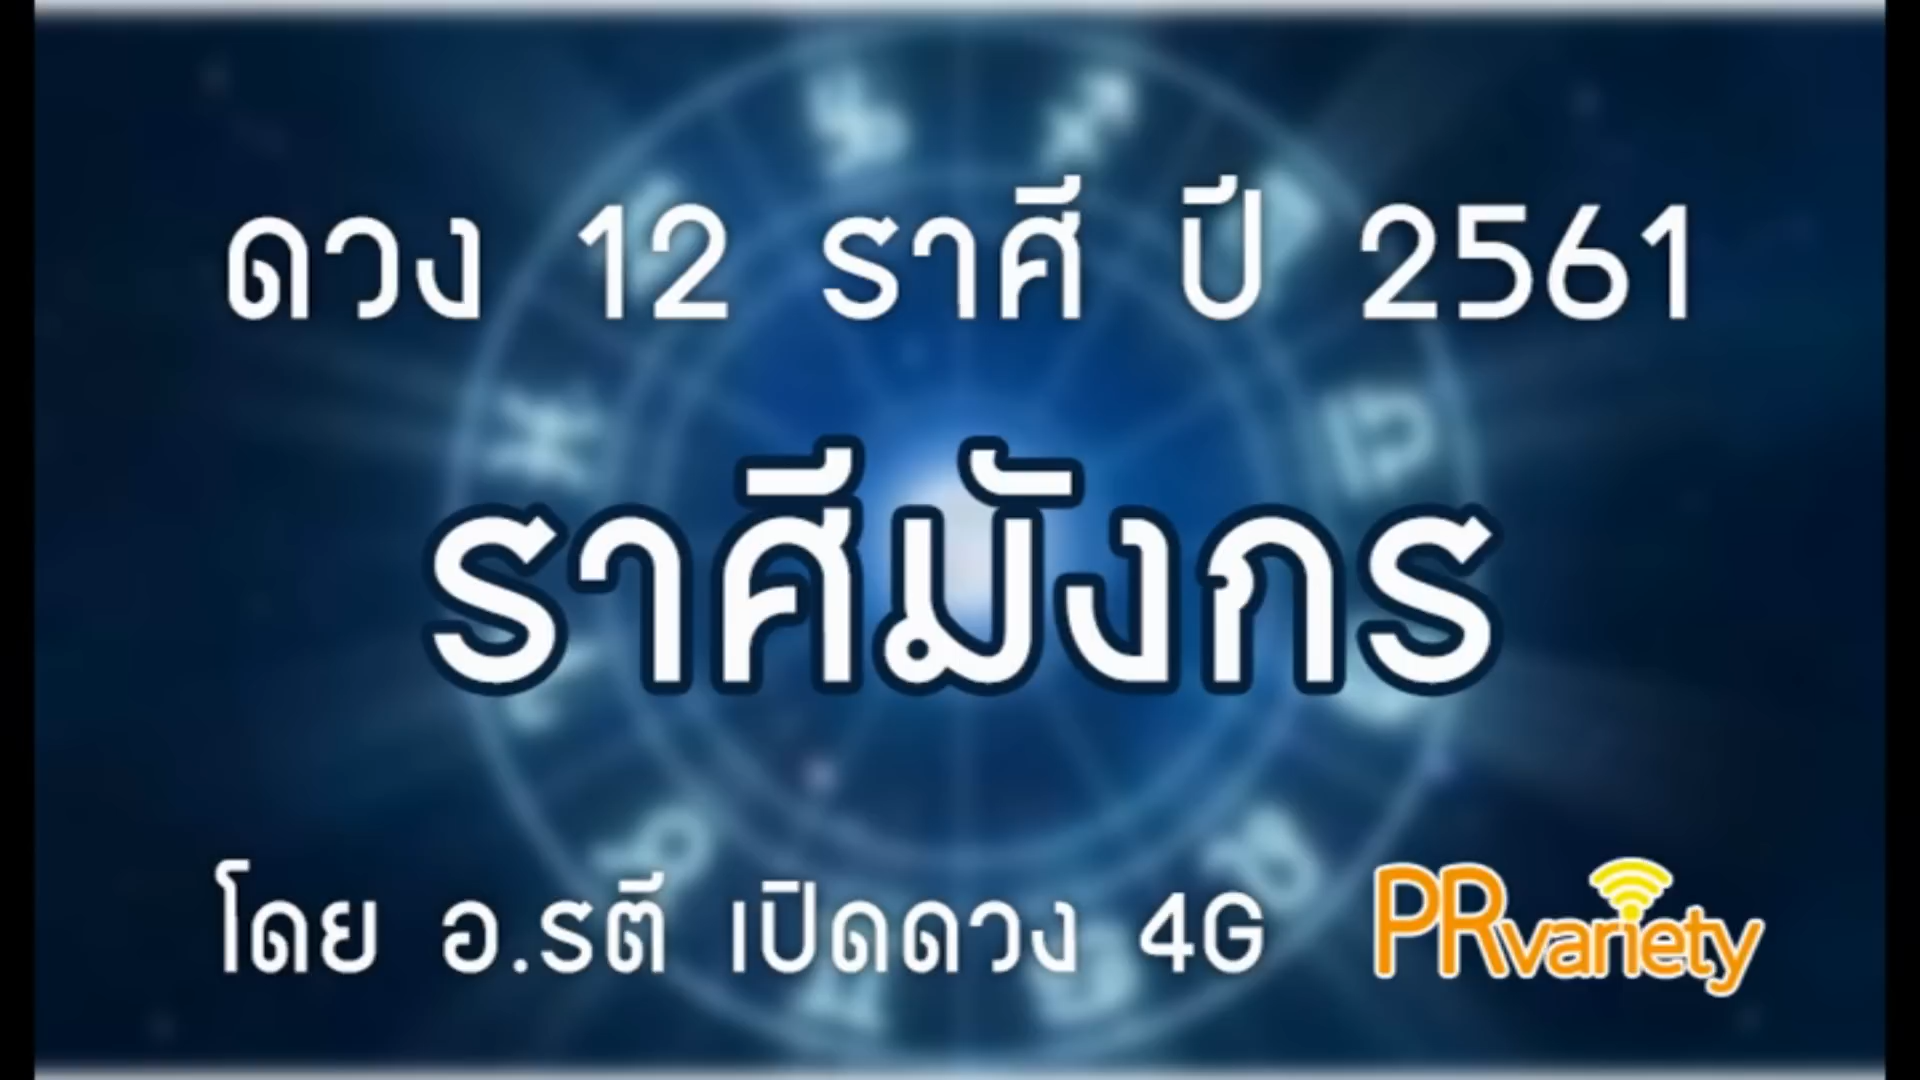 ดวง 12 ราศี ปี 2561
ราศีมังกร
โดย อ.รตี เปิดดวง 4G
PRvariety